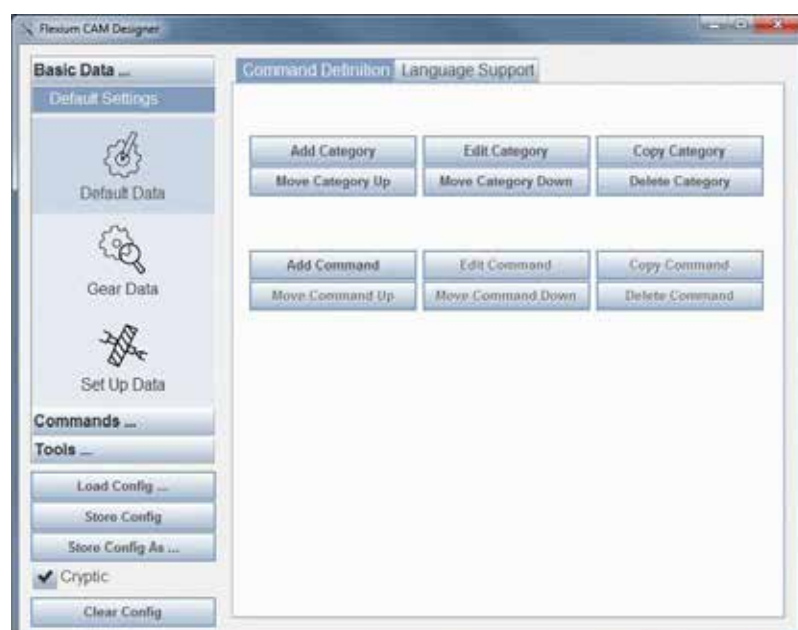 Flexium CAM Designer
Basic Data ...
Default Settings
Default Data
Gear Data
Set Up Data
Commands ...
Tools ...
Load Config ...
Store Config
Store Config As ...
Cryptic
Clear Config
Command Definition Language Support
Add Category Edit Category Copy Category
Move Category Up Move Category Down Delete Category
Add Command Edit Command Copy Command
Move Command Up Move Command Down Delete Command